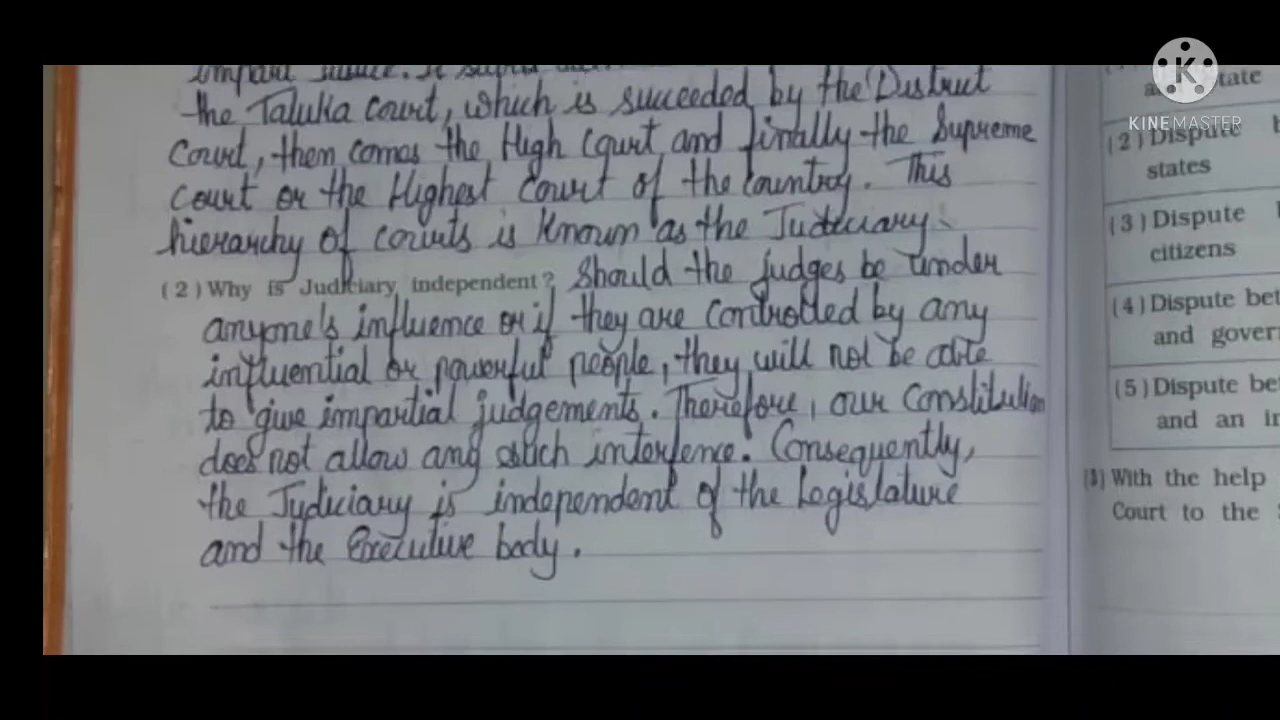 the Taluka court, which is succeeded by the District
Court, then comes the High Court and finally the Supreme
Court or the Highest Court of the Country. This
hierarchy of courts is known as the Judiciary.
(2) Why is Judiciary independent? Should the judges be under
anyone's influence or if they are controlled by any
influential or powerful people, they will not be able
to give impartial judgements. Therefore, our Constitution
does not allow any such interfence. Consequently,
the Judiciary is independent of the Legislature
and the Executive body.
KINEMASTER
tate
(2) Dispute
states
(3) Dispute
citizens
(4) Dispute bet
and govern
(5) Dispute be
and an in
With the help
Court to the